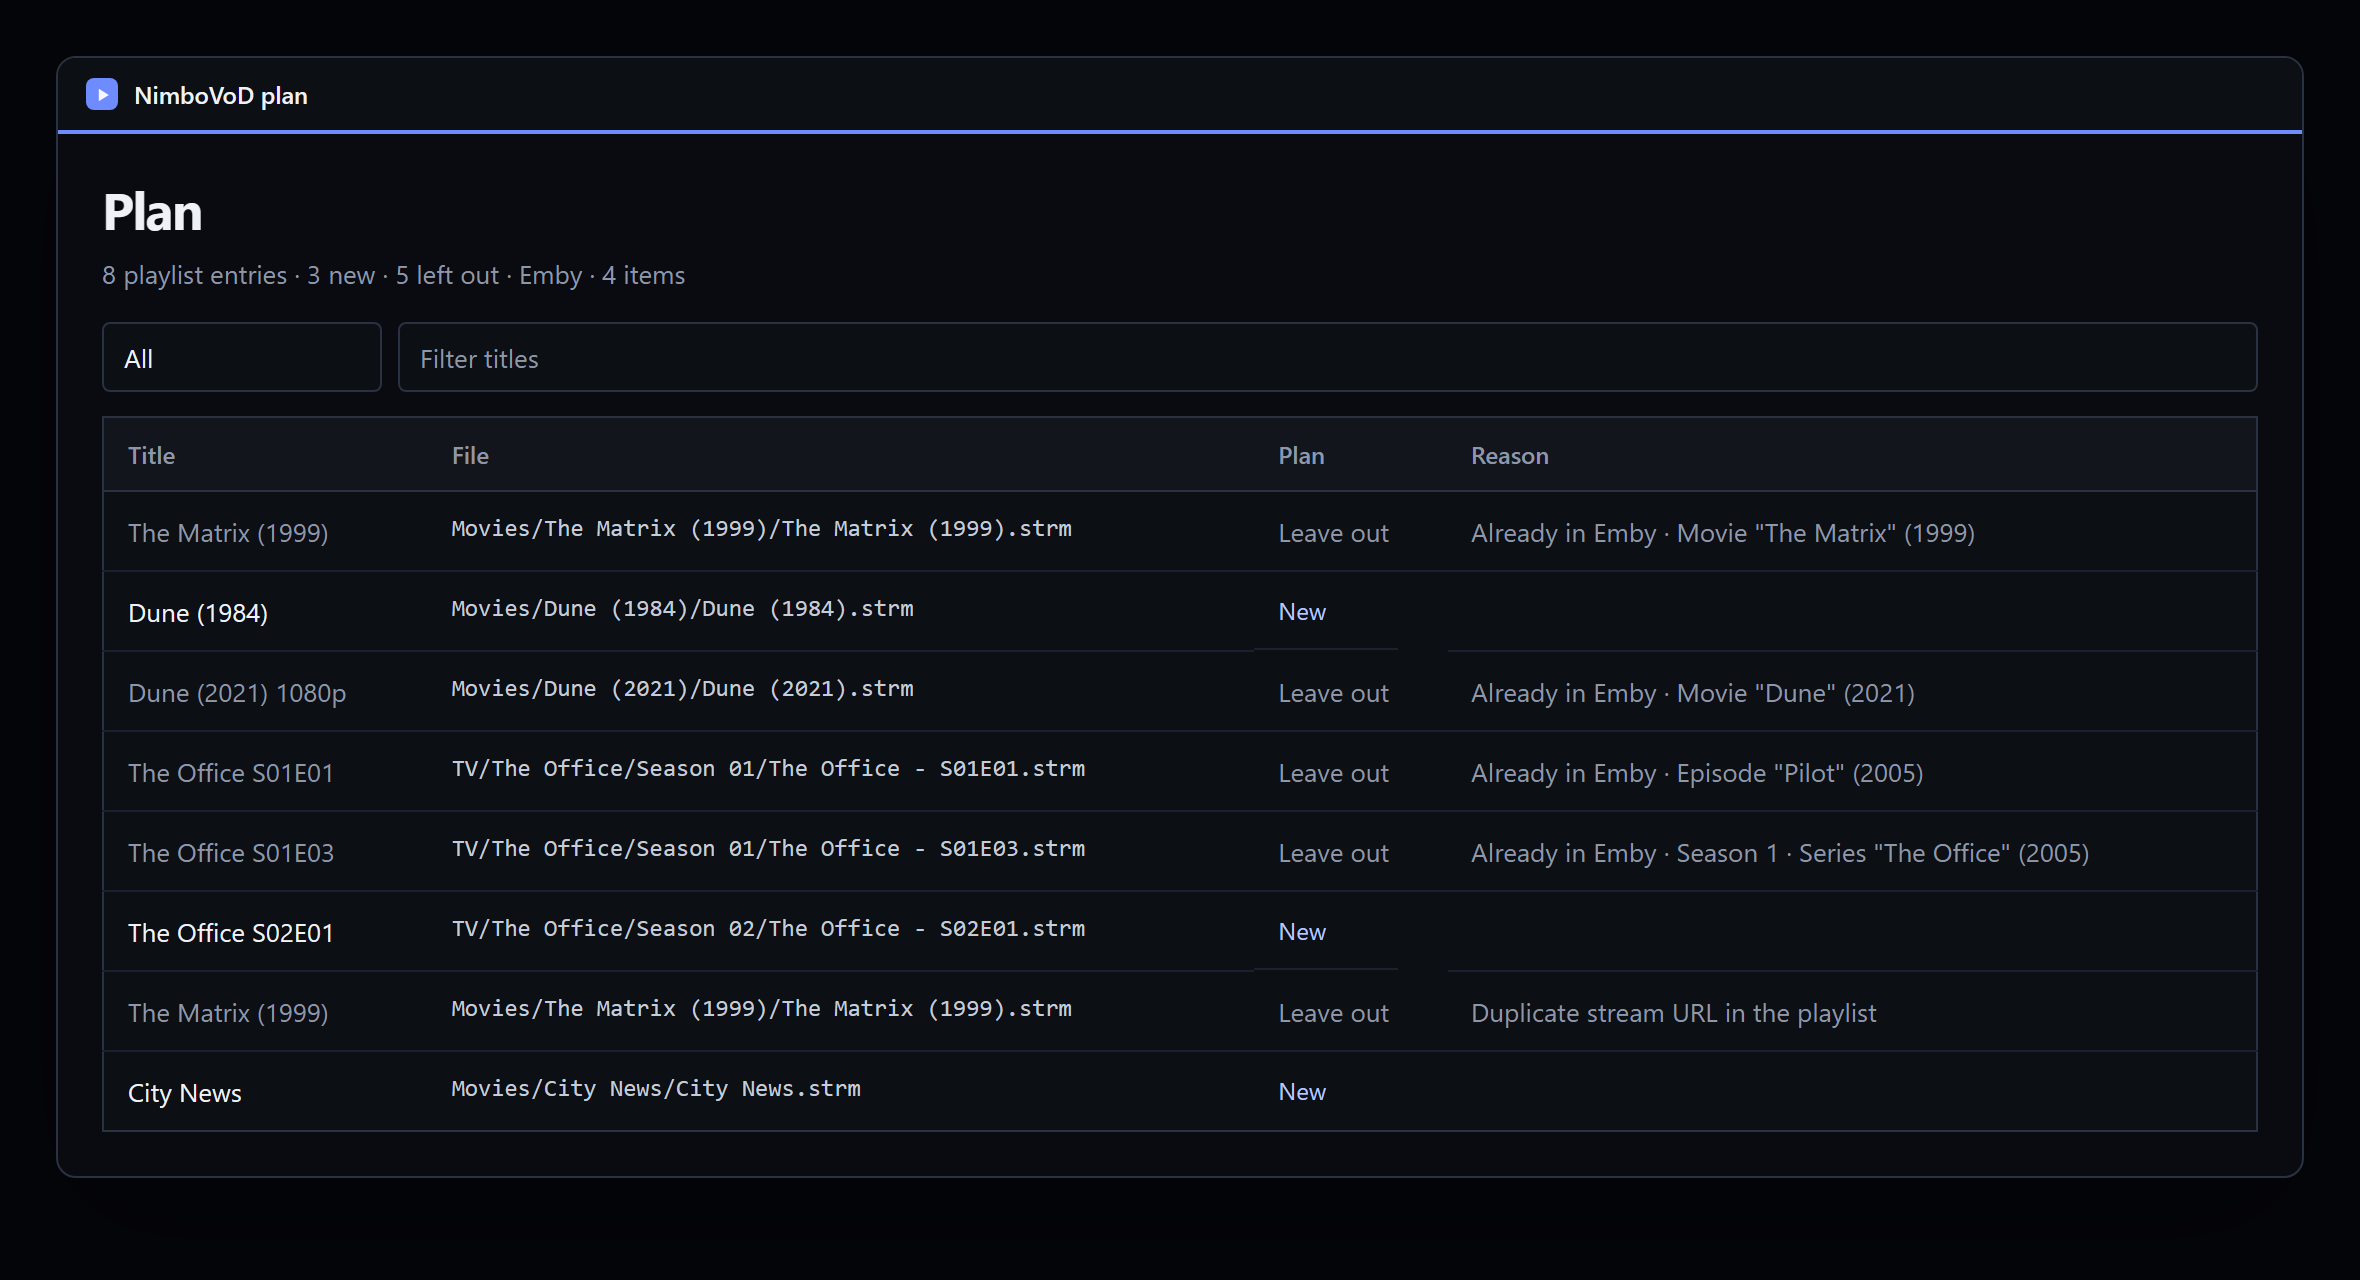 NimboVoD plan
Plan
8 playlist entries · 3 new · 5 left out · Emby · 4 items
All Filter titles
Title File Plan Reason
The Matrix (1999) Movies/The Matrix (1999)/The Matrix (1999).strm Leave out Already in Emby · Movie "The Matrix" (1999)
Dune (1984) Movies/Dune (1984)/Dune (1984).strm New
Dune (2021) 1080p Movies/Dune (2021)/Dune (2021).strm Leave out Already in Emby · Movie "Dune" (2021)
The Office S01E01 TV/The Office/Season 01/The Office - S01E01.strm Leave out Already in Emby · Episode "Pilot" (2005)
The Office S01E03 TV/The Office/Season 01/The Office - S01E03.strm Leave out Already in Emby · Season 1 · Series "The Office" (2005)
The Office S02E01 TV/The Office/Season 02/The Office - S02E01.strm New
The Matrix (1999) Movies/The Matrix (1999)/The Matrix (1999).strm Leave out Duplicate stream URL in the playlist
City News Movies/City News/City News.strm New